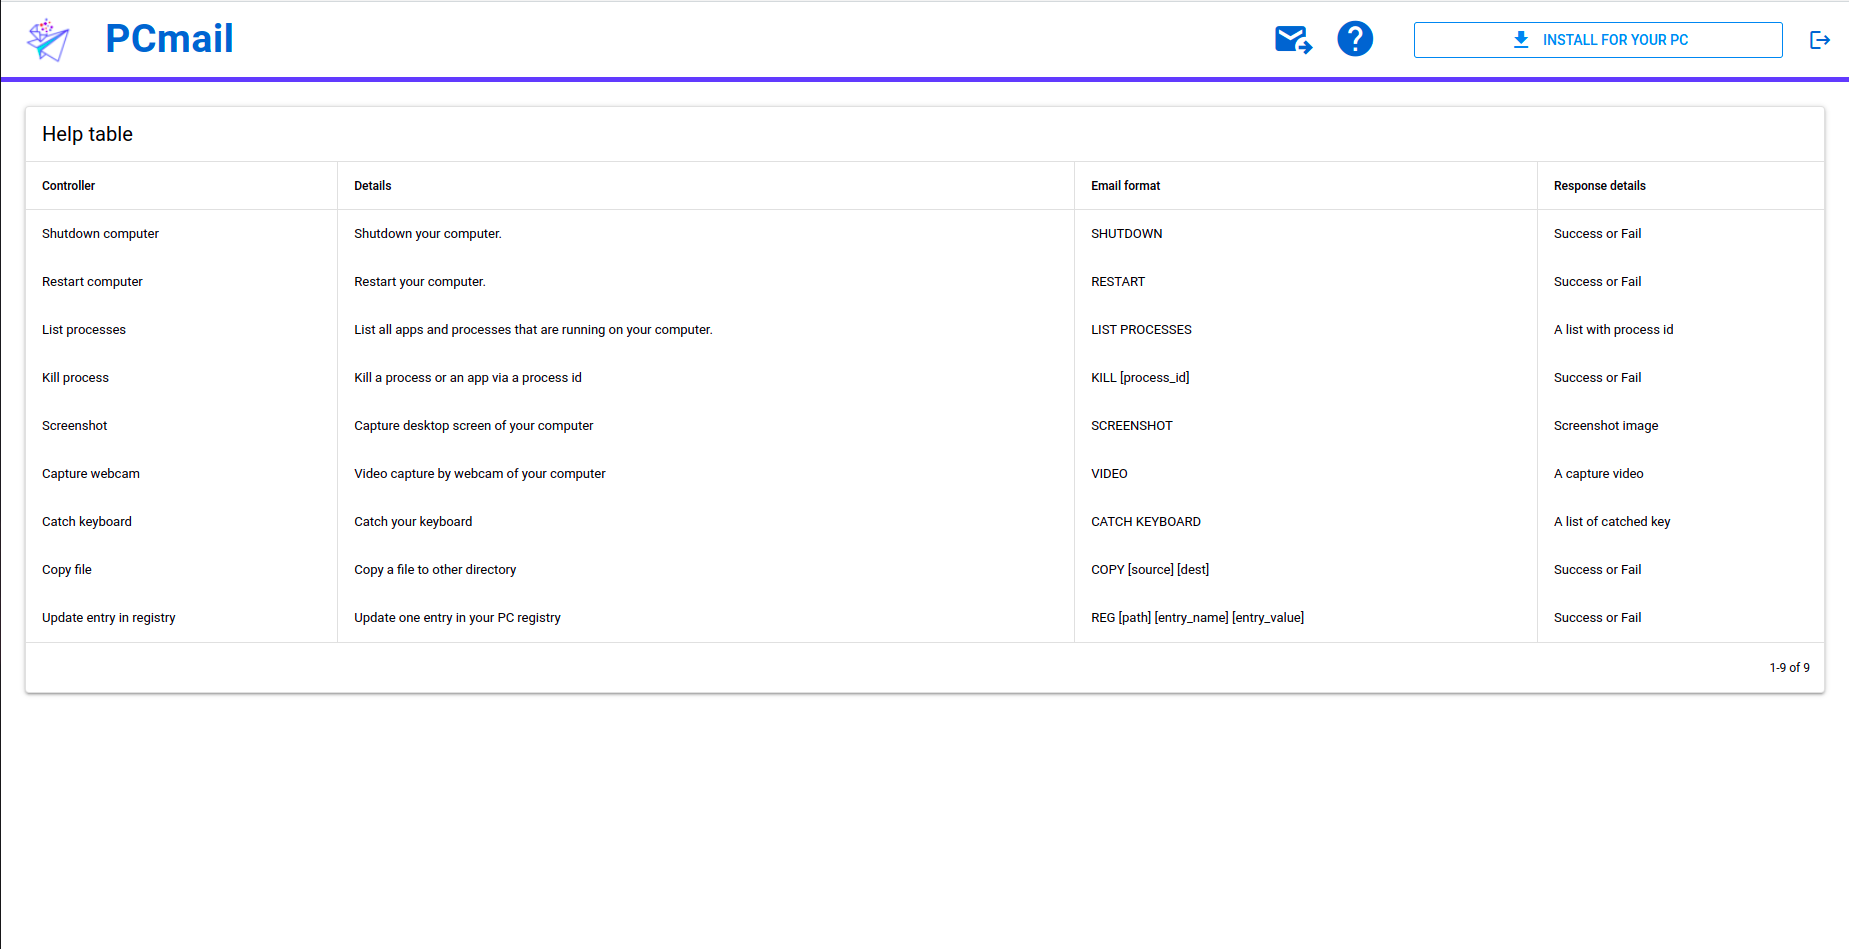 PCmail
INSTALL FOR YOUR PC
Help table
Controller Details Email format Response details
Shutdown computer Shutdown your computer. SHUTDOWN Success or Fail
Restart computer Restart your computer. RESTART Success or Fail
List processes List all apps and processes that are running on your computer. LIST PROCESSES A list with process id
Kill process Kill a process or an app via a process id KILL [process_id] Success or Fail
Screenshot Capture desktop screen of your computer SCREENSHOT Screenshot image
Capture webcam Video capture by webcam of your computer VIDEO A capture video
Catch keyboard Catch your keyboard CATCH KEYBOARD A list of catched key
Copy file Copy a file to other directory COPY [source] [dest] Success or Fail
Update entry in registry Update one entry in your PC registry REG [path] [entry_name] [entry_value] Success or Fail
1-9 of 9